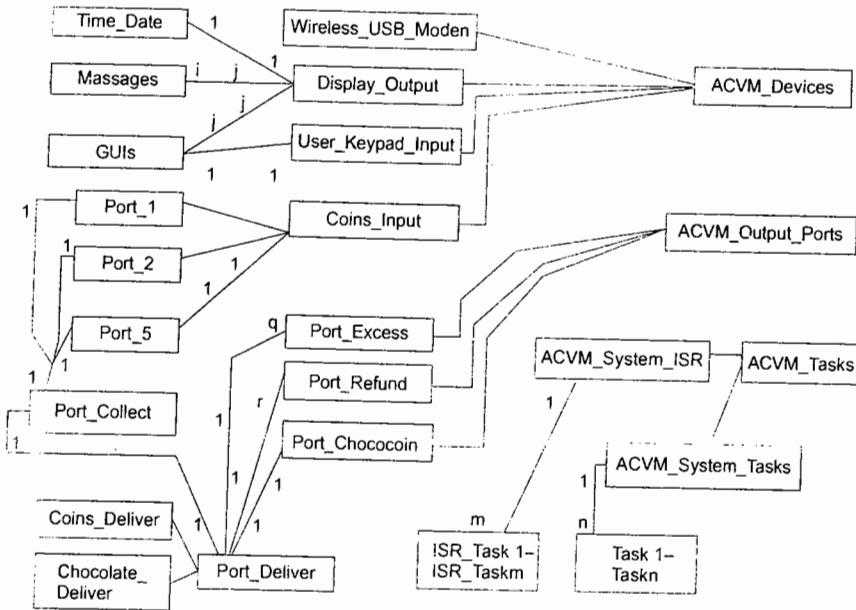 Time_Date
1
Wireless_USB_Moden
Massages
i
j
1
Display_Output
ACVM_Devices
j
GUIs
j
User_Keypad_Input
1
1
1
Port_1
Coins_Input
ACVM_Output_Ports
1
Port_2
1
1
Port_5
q
Port_Excess
ACVM_System_ISR
ACVM_Tasks
1
1
Port_Refund
1
Port_Collect
r
1
1
Port_Chococoin
ACVM_System_Tasks
1
1
1
Coins_Deliver
1
m
n
Chocolate_
Deliver
Port_Deliver
ISR_Task 1–
ISR_Taskm
Task 1–
Taskn